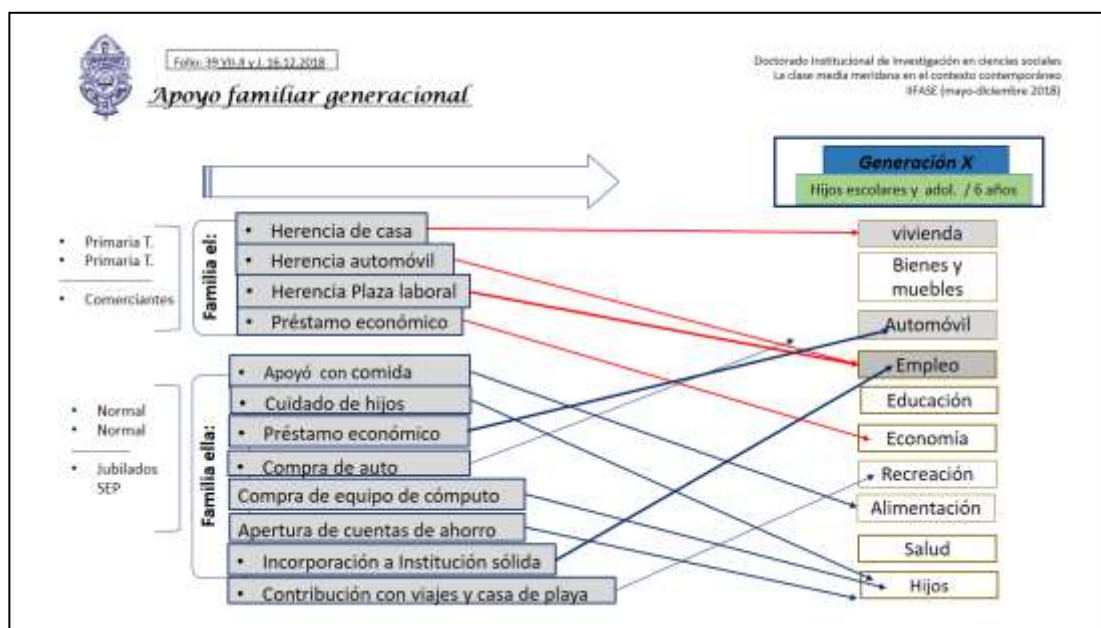 Folio: 39 VII.8 y J. 16.12.2018
Apoyo familiar generacional
Doctorado Institucional de Investigación en ciencias sociales
La clase media meridana en el contexto contemporáneo
IIFASE (mayo-diciembre 2018)
Generación X
Hijos escolares y adol. / 6 años
• Primaria T.
• Primaria T.
• Comerciantes
Familia el:
• Herencia de casa
• Herencia automóvil
• Herencia Plaza laboral
• Préstamo económico
• Normal
• Normal
• Jubilados
SEP
Familia ella:
• Apoyó con comida
• Cuidado de hijos
• Préstamo económico
• Compra de auto
Compra de equipo de cómputo
Apertura de cuentas de ahorro
• Incorporación a Institución sólida
• Contribución con viajes y casa de playa
vivienda
Bienes y
muebles
Automóvil
Empleo
Educación
Economía
Recreación
Alimentación
Salud
Hijos